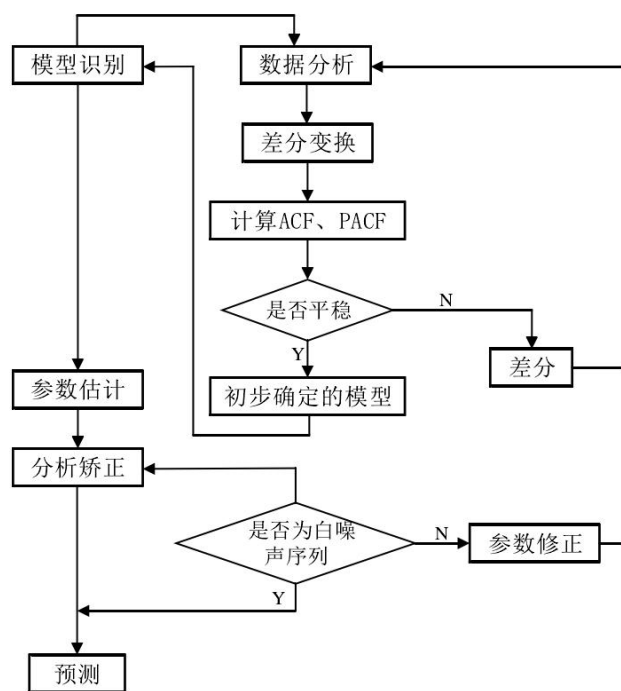 模型识别
数据分析
差分变换
计算ACF、PACF
是否平稳
N
Y
差分
参数估计
初步确定的模型
分析矫正
是否为白噪
声序列
N
参数修正
Y
预测